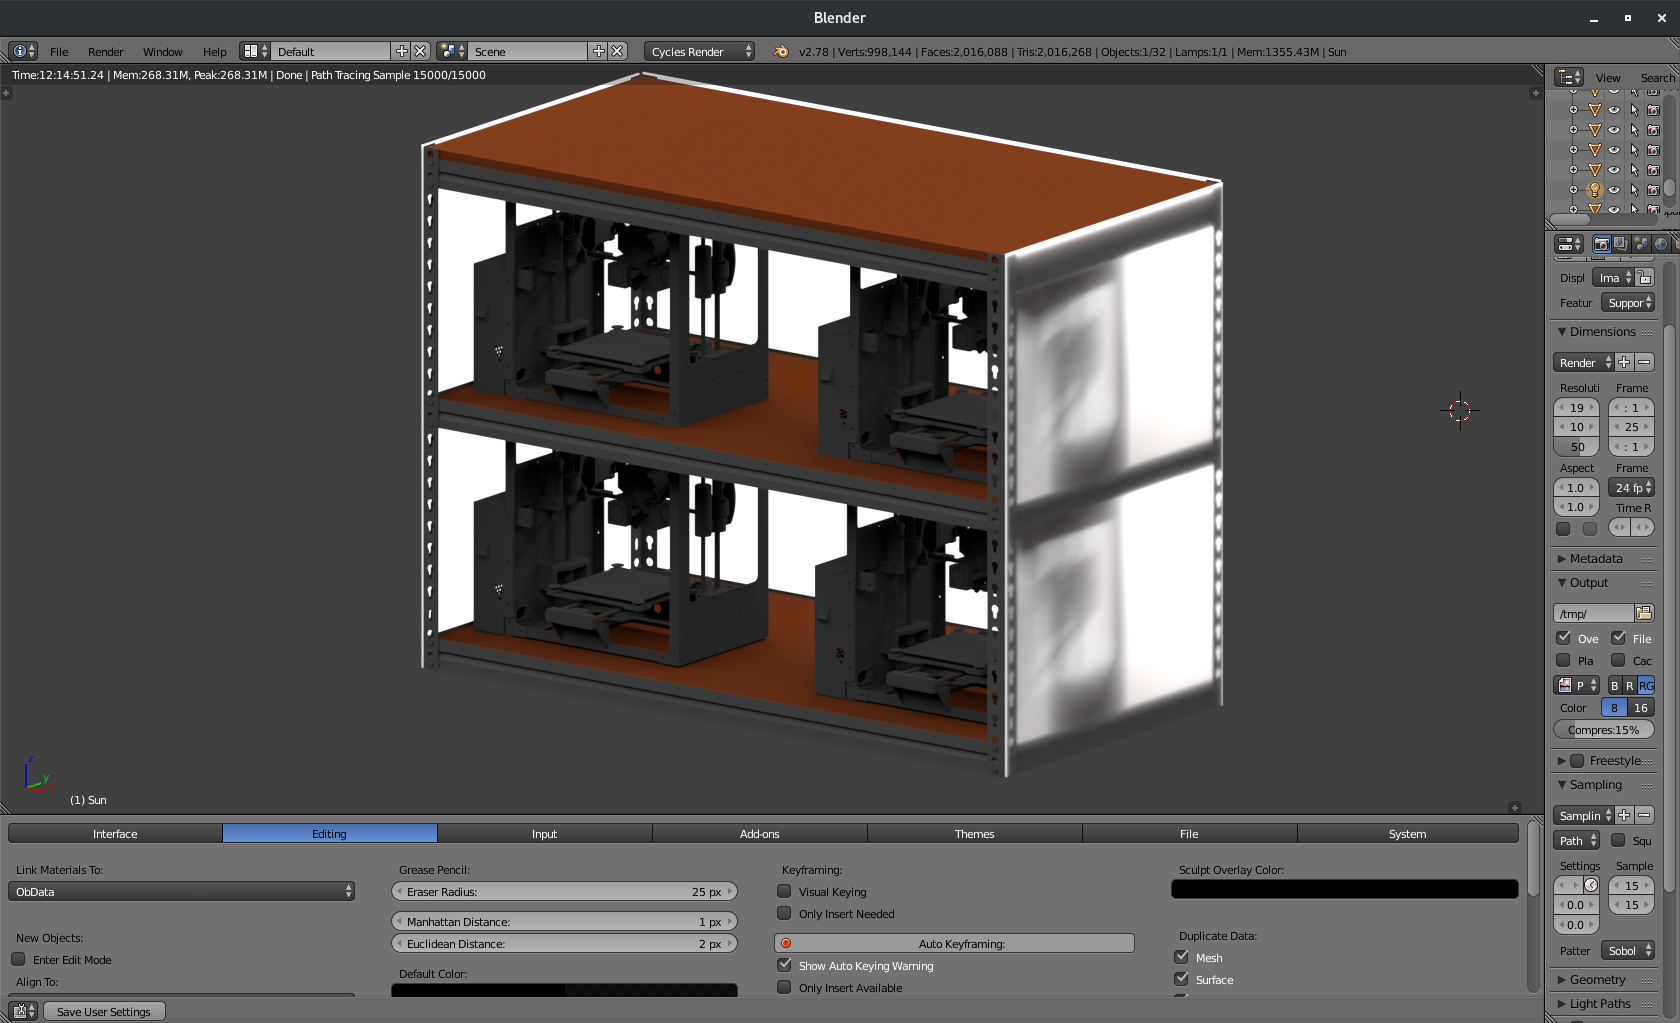 Blender
File Render Window Help Default Scene Cycles Render v2.78 | Verts:998,144 | Faces:2,016,088 | Tris:2,016,268 | Objects:1/32 | Lamps:1/1 | Mem:1355.43M | Sun
Time:12:14:51.24 | Mem:268.31M, Peak:268.31M | Done | Path Tracing Sample 15000/15000
View Search
Displ Ima
Featur Suppor
Dimensions
Render
Resoluti Frame
19 : 1
10 25
50 : 1
Aspect Frame
1.0 24 fp
1.0 Time R
Metadata
Output
/tmp/
Ove File
Pla Cac
P B R RG
Color 8 16
Compres:15%
Freestyle
Sampling
Samplin
Path Squ
Settings Sample
15
0.0 15
0.0
Patter Sobol
Geometry
Light Paths
z
y
(1) Sun
Interface Editing Input Add-ons Themes File System
Link Materials To:
ObData
New Objects:
Enter Edit Mode
Align To:
Grease Pencil:
Eraser Radius: 25 px
Manhattan Distance: 1 px
Euclidean Distance: 2 px
Default Color:
Keyframing:
Visual Keying
Only Insert Needed
Auto Keyframing:
Show Auto Keying Warning
Only Insert Available
Sculpt Overlay Color:
Duplicate Data:
Mesh
Surface
Save User Settings